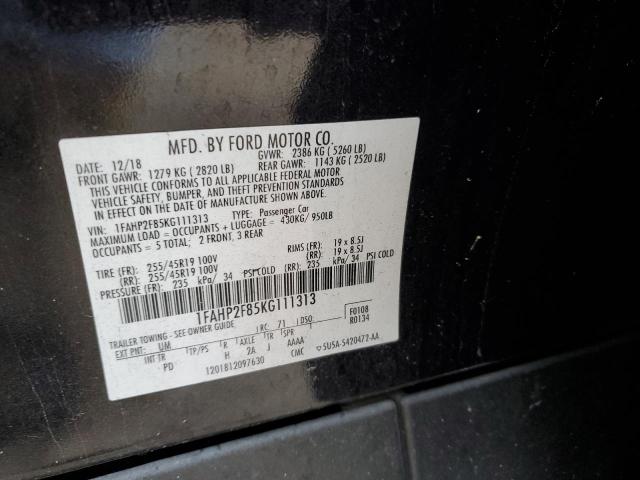 MFD. BY FORD MOTOR CO.
DATE: 12/18 GVWR: 2386 KG ( 5260 LB)
FRONT GAWR: 1279 KG ( 2820 LB) REAR GAWR: 1143 KG ( 2520 LB)
THIS VEHICLE CONFORMS TO ALL APPLICABLE FEDERAL MOTOR
VEHICLE SAFETY, BUMPER, AND THEFT PREVENTION STANDARDS
IN EFFECT ON THE DATE OF MANUFACTURE SHOWN ABOVE.
VIN: 1FAHP2F85KG111313 TYPE: Passenger Car
MAXIMUM LOAD = OCCUPANTS + LUGGAGE = 430KG/ 950LB
OCCUPANTS = 5 TOTAL; 2 FRONT, 3 REAR
TIRE (FR): 255/45R19 100V RIMS (FR): 19 x 8.5J
(RR): 255/45R19 100V (RR): 19 x 8.5J
PRESSURE (FR): 235 kPa/ 34 PSI COLD (RR): 235 kPa/ 34 PSI COLD
1FAHP2F85KG111313
TRAILER TOWING - SEE OWNER GUIDE
F0108
R0134
EXT PNT: UM RC: 71 DSO:
INT TR TP/PS R AXLE TR SPR
PD H 2A J AAAA
1201812097630 CMC 5U5A-5420472-AA